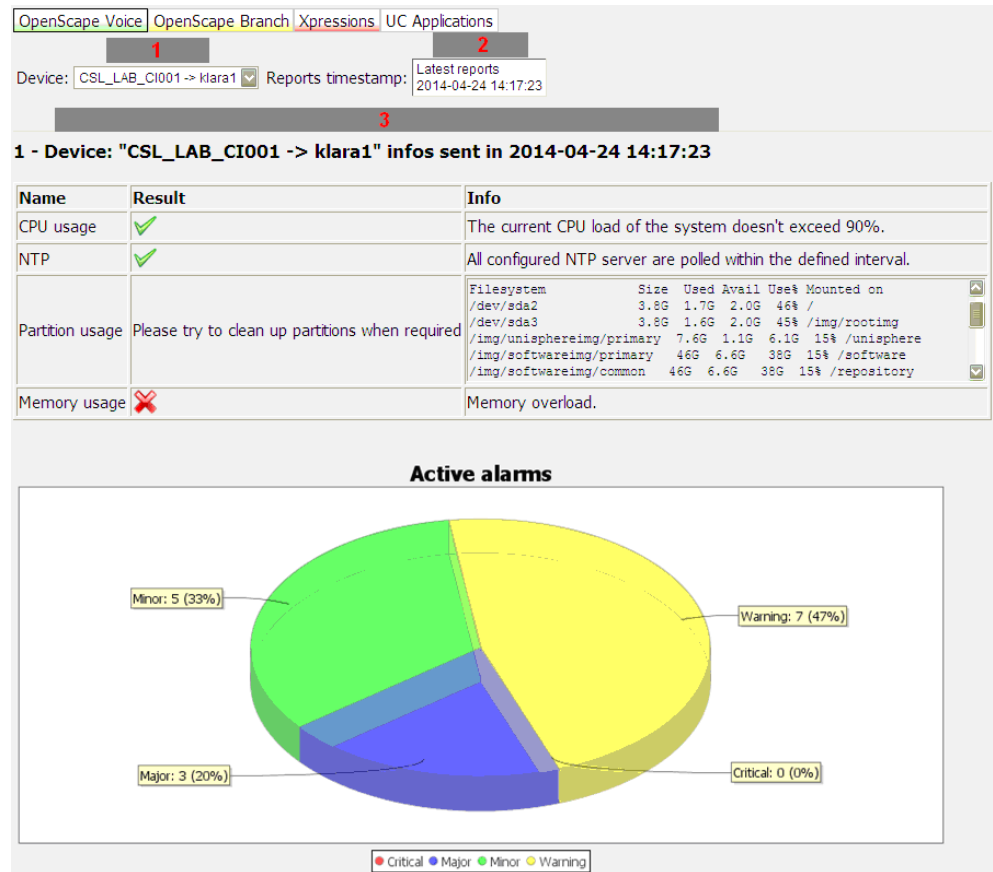 OpenScape Voice OpenScape Branch Xpressions UC Applications
1 2
Device: CSL_LAB_CI001 -> klara1 Reports timestamp: Latest reports
2014-04-24 14:17:23
3
1 - Device: "CSL_LAB_CI001 -> klara1" infos sent in 2014-04-24 14:17:23
Name Result Info
CPU usage The current CPU load of the system doesn't exceed 90%.
NTP All configured NTP server are polled within the defined interval.
Partition usage Please try to clean up partitions when required
Filesystem Size Used Avail Use% Mounted on
/dev/sda2 3.8G 1.7G 2.0G 46% /
/dev/sda3 3.8G 1.6G 2.0G 45% /img/rootimg
/img/unisphereimg/primary 7.6G 1.1G 6.1G 15% /unisphere
/img/softwareimg/primary 46G 6.6G 38G 15% /software
/img/softwareimg/common 46G 6.6G 38G 15% /repository
Memory usage Memory overload.
Active alarms
Minor: 5 (33%)
Warning: 7 (47%)
Major: 3 (20%)
Critical: 0 (0%)
Critical Major Minor Warning